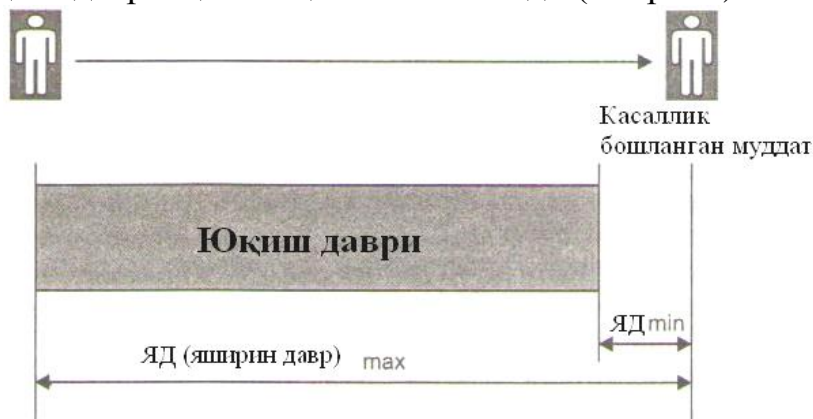 Касаллик
бошланган муддат
Юқиш даври
ЯД min
ЯД (яширин давр) max